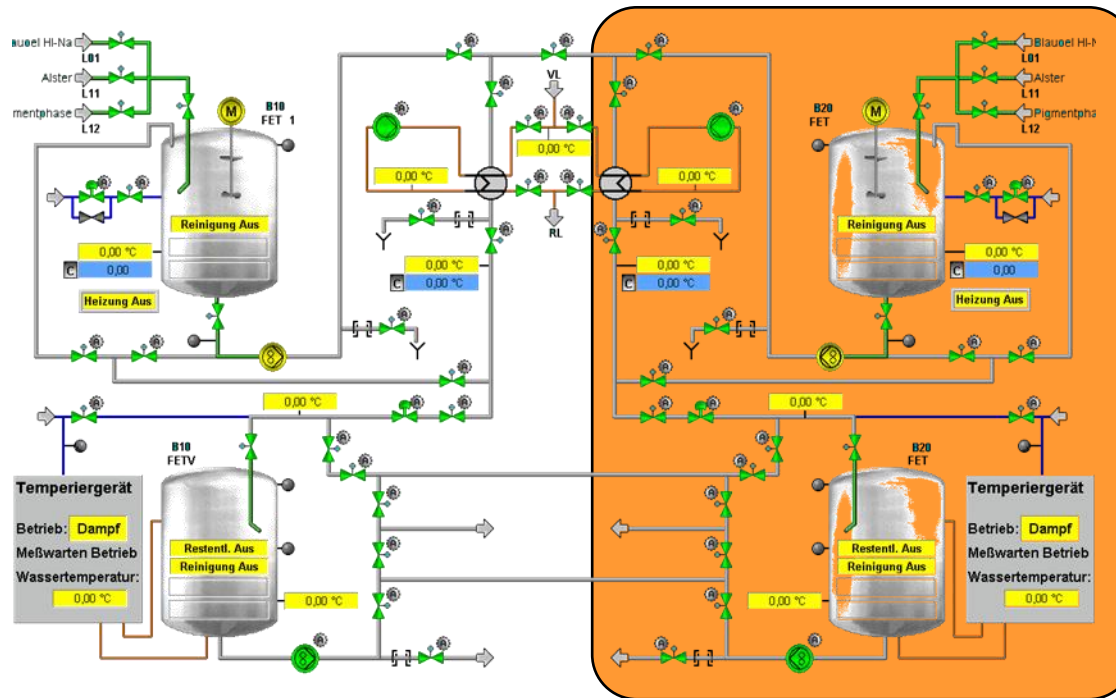 auoel HI-Na
L01
Alster
L11
mentphase
L12
M
B10
FET 1
VL
0,00 °C
0,00 °C
0,00 °C
RL
B20
FET
M
Blauoel HI-N
L01
Alster
L11
Pigmentpha
L12
Reinigung Aus
0,00 °C
C 0,00
Heizung Aus
0,00 °C
C 0,00 °C
0,00 °C
C 0,00 °C
Reinigung Aus
0,00 °C
C 0,00
Heizung Aus
0,00 °C
0,00 °C
B10
FETV
B20
FET
Temperiergerät
Betrieb: Dampf
Meßwarten Betrieb
Wassertemperatur:
0,00 °C
Restentl. Aus
Reinigung Aus
0,00 °C
0,00 °C
Restentl. Aus
Reinigung Aus
Temperiergerät
Betrieb: Dampf
Meßwarten Betrieb
Wassertemperatur:
0,00 °C